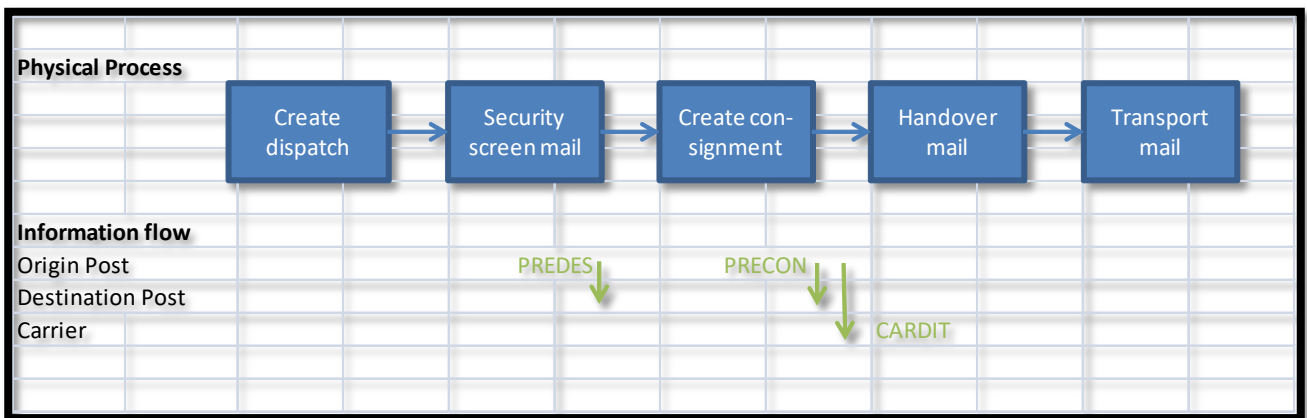 Physical Process
Create
dispatch
Security
screen mail
Create con-
signment
Handover
mail
Transport
mail
Information flow
Origin Post
PREDES
PRECON
Destination Post
Carrier
CARDIT